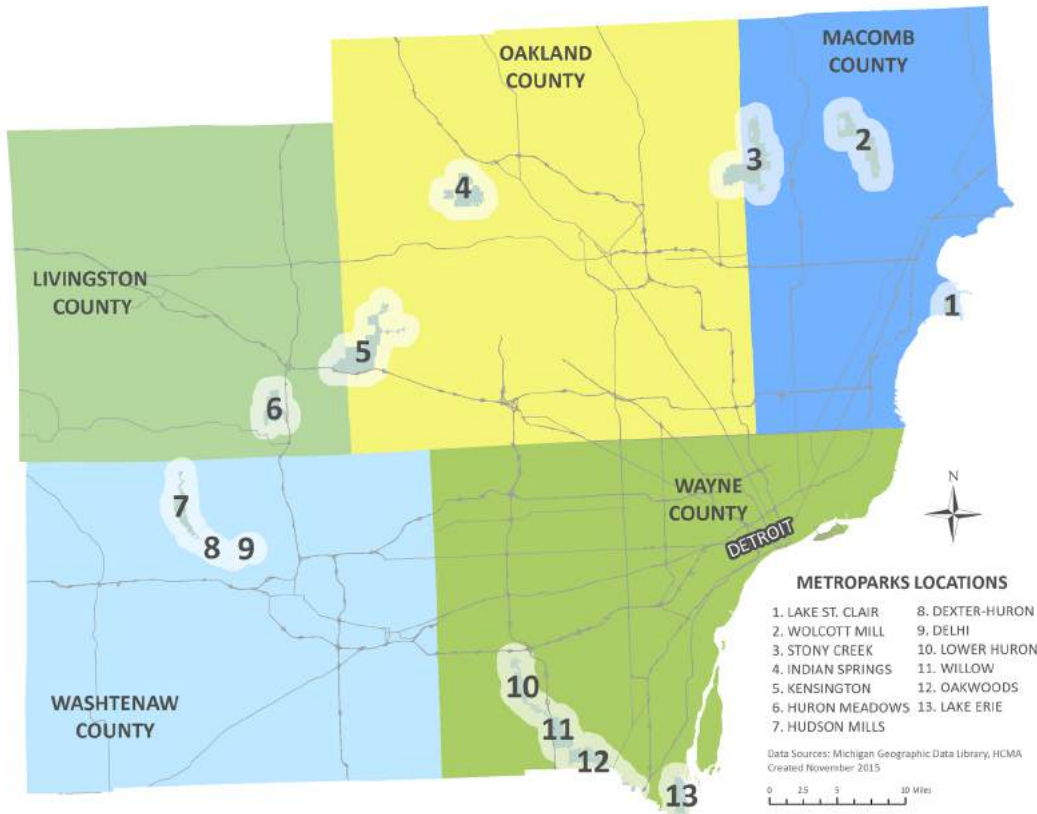 OAKLAND
COUNTY
MACOMB
COUNTY
2
3
4
LIVINGSTON
COUNTY
1
5
6
7
8 9
WAYNE
COUNTY
N
DETROIT
METROPARKS LOCATIONS
1. LAKE ST. CLAIR
2. WOLCOTT MILL
3. STONY CREEK
4. INDIAN SPRINGS
5. KENSINGTON
6. HURON MEADOWS
7. HUDSON MILLS
8. DEXTER-HURON
9. DELHI
10. LOWER HURON
11. WILLOW
12. OAKWOODS
13. LAKE ERIE
WASHTENAW
COUNTY
10
11
12
13
Data Sources: Michigan Geographic Data Library, HCMA
Created November 2015
0 2.5 5 10 Miles